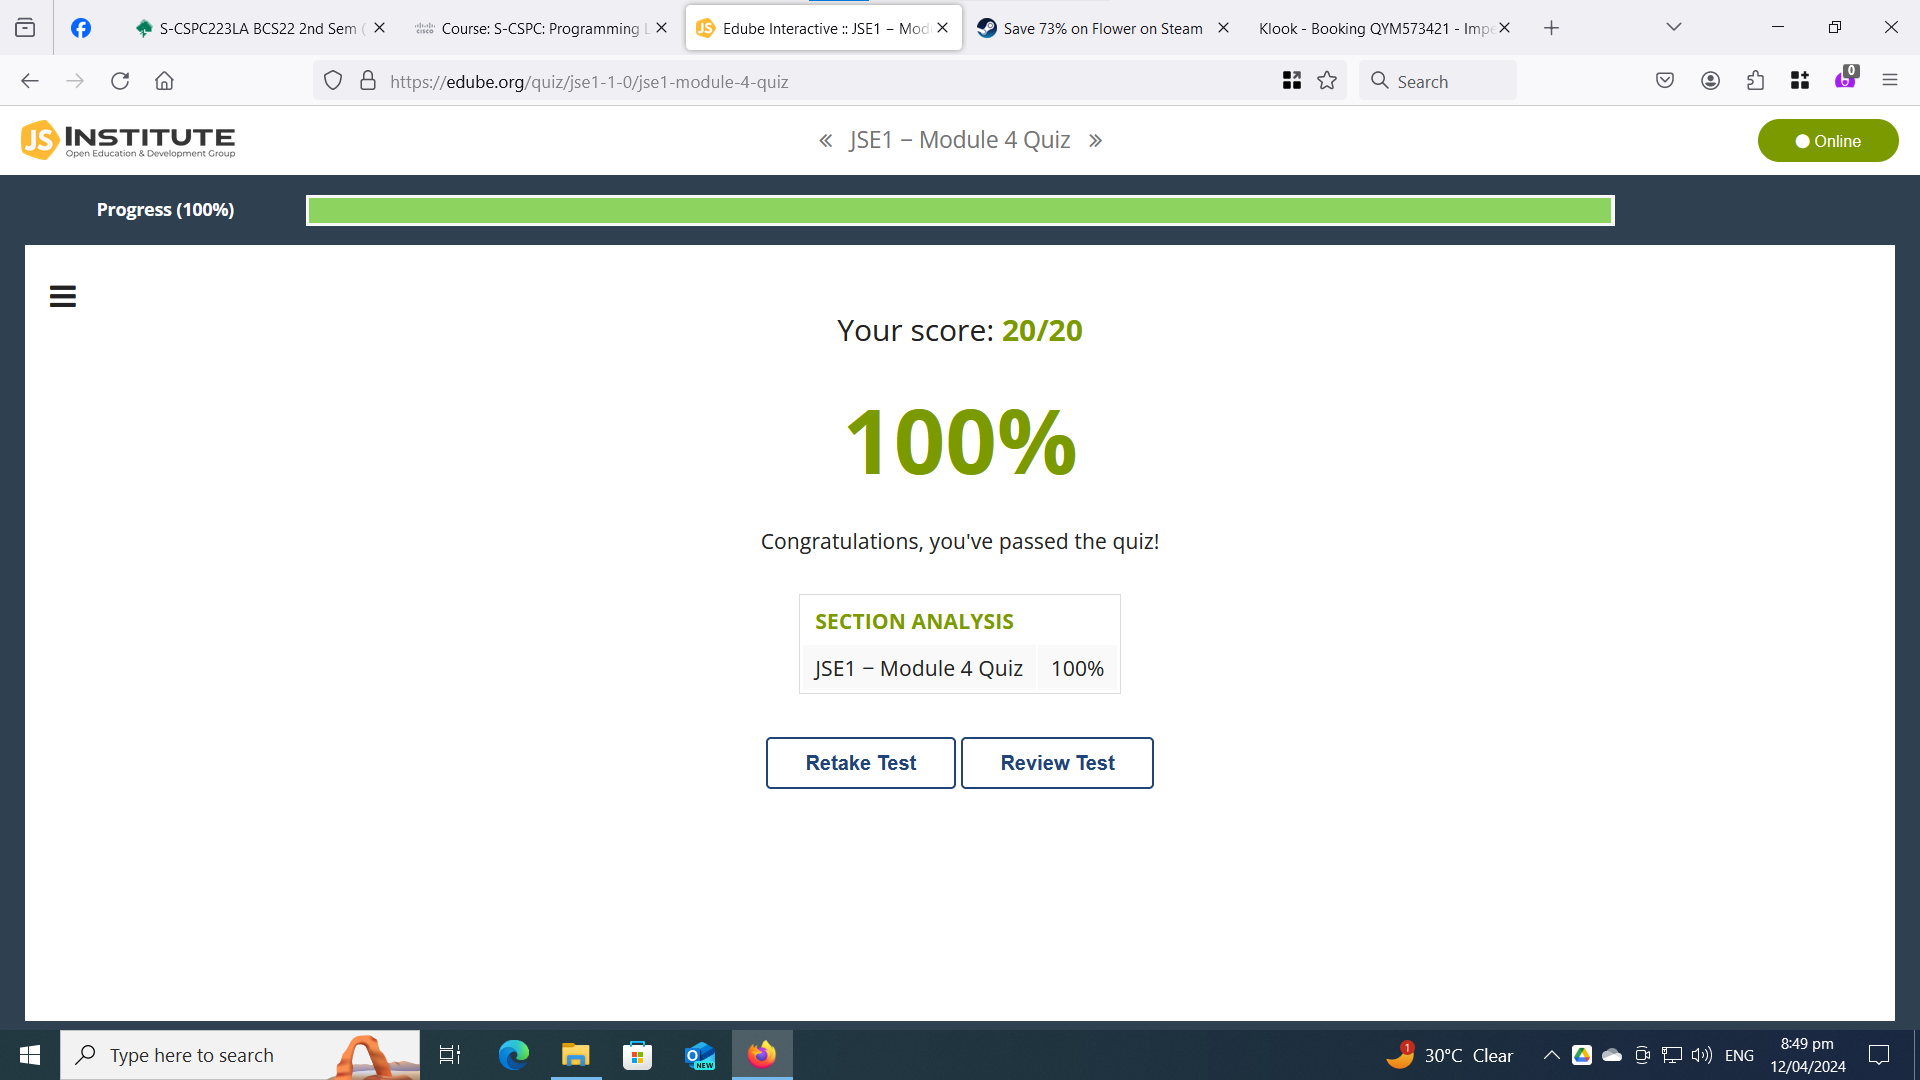 S-CSPC223LA BCS22 2nd Sem (
Course: S-CSPC: Programming L
Edube Interactive :: JSE1 – Modu
Save 73% on Flower on Steam
Klook - Booking QYM573421 - Impe
https://edube.org/quiz/jse1-1-0/jse1-module-4-quiz
Search
0
JS INSTITUTE
Open Education & Development Group
« JSE1 – Module 4 Quiz »
Online
Progress (100%)
Your score: 20/20
100%
Congratulations, you've passed the quiz!
SECTION ANALYSIS
JSE1 – Module 4 Quiz 100%
Retake Test
Review Test
Type here to search
NEW
1
30°C Clear
ENG
8:49 pm
12/04/2024